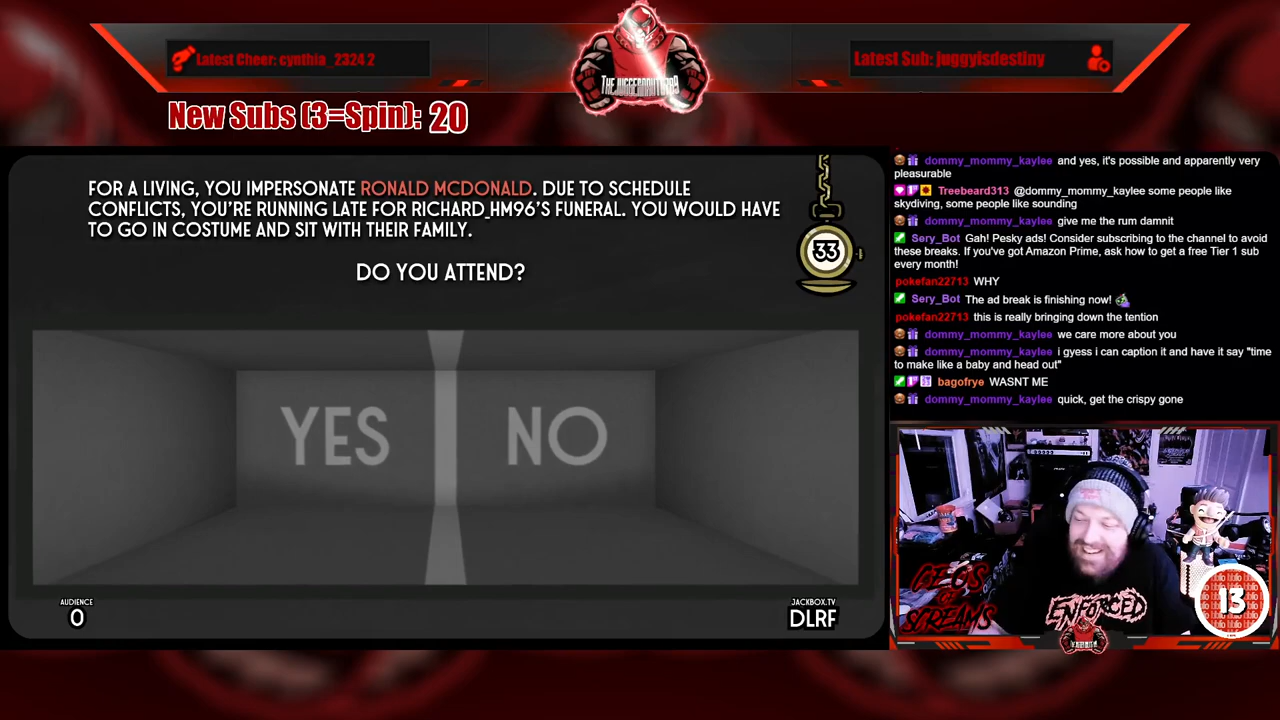 Latest Cheer: cynthia_2324 2
THEJUGGERNAUT0989
Latest Sub: juggyisdestiny
New Subs (3=Spin): 20
FOR A LIVING, YOU IMPERSONATE RONALD MCDONALD. DUE TO SCHEDULE
CONFLICTS, YOU'RE RUNNING LATE FOR RICHARD_HM96'S FUNERAL. YOU WOULD HAVE
TO GO IN COSTUME AND SIT WITH THEIR FAMILY.
33
DO YOU ATTEND?
YES
NO
AUDIENCE
0
JACKBOX.TV
DLRF
dommy_mommy_kaylee and yes, it's possible and apparently very
pleasurable
Treebeard313 @dommy_mommy_kaylee some people like
skydiving, some people like sounding
dommy_mommy_kaylee give me the rum damnit
Sery_Bot Gah! Pesky ads! Consider subscribing to the channel to avoid
these breaks. If you've got Amazon Prime, ask how to get a free Tier 1 sub
every month!
pokefan22713 WHY
Sery_Bot The ad break is finishing now!
pokefan22713 this is really bringing down the tention
dommy_mommy_kaylee we care more about you
dommy_mommy_kaylee i gyess i can caption it and have it say "time
to make like a baby and head out"
bagofrye WASNT ME
dommy_mommy_kaylee quick, get the crispy gone
SCREAMS
ENFORCED
13